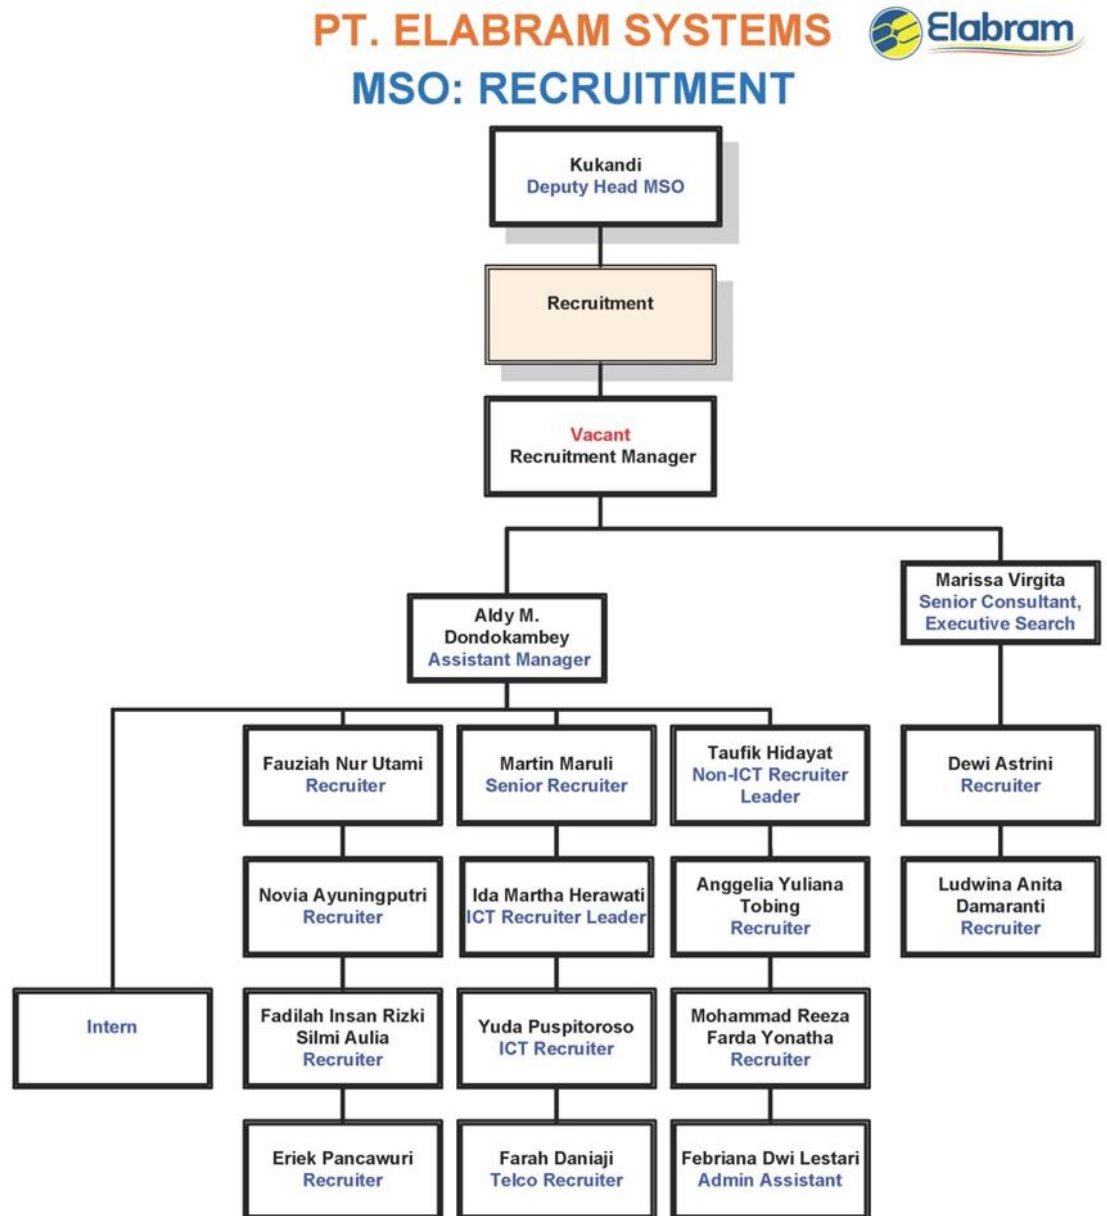 PT. ELABRAM SYSTEMS
Elabram
MSO: RECRUITMENT
Kukandi
Deputy Head MSO
Recruitment
Vacant
Recruitment Manager
Aldy M.
Dondokambey
Assistant Manager
Marissa Virgita
Senior Consultant,
Executive Search
Fauziah Nur Utami
Recruiter
Martin Maruli
Senior Recruiter
Taufik Hidayat
Non-ICT Recruiter
Leader
Dewi Astrini
Recruiter
Novia Ayuningputri
Recruiter
Ida Martha Herawati
ICT Recruiter Leader
Anggelia Yuliana
Tobing
Recruiter
Ludwina Anita
Damaranti
Recruiter
Intern
Fadilah Insan Rizki
Silmi Aulia
Recruiter
Yuda Puspitoroso
ICT Recruiter
Mohammad Reeza
Farda Yonatha
Recruiter
Eriek Pancawuri
Recruiter
Farah Daniaji
Telco Recruiter
Febriana Dwi Lestari
Admin Assistant